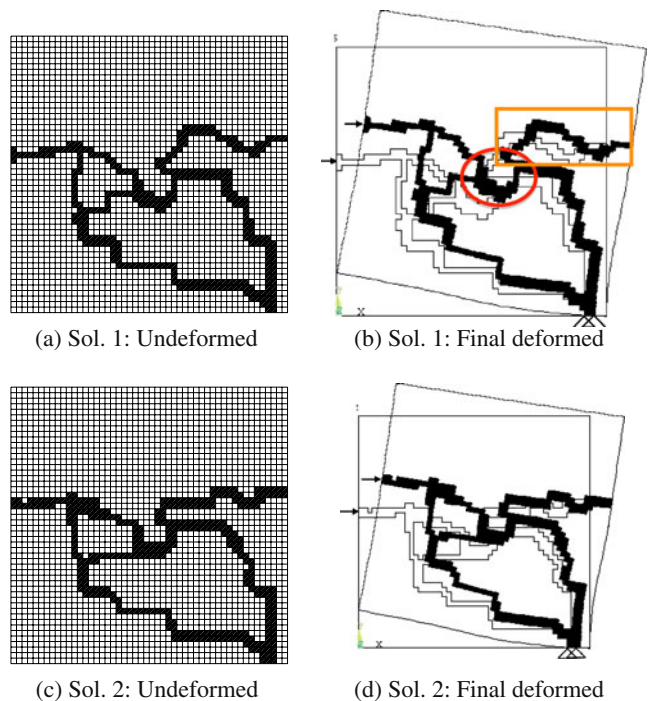 s
X
(a) Sol. 1: Undeformed
(b) Sol. 1: Final deformed
X
(c) Sol. 2: Undeformed
(d) Sol. 2: Final deformed